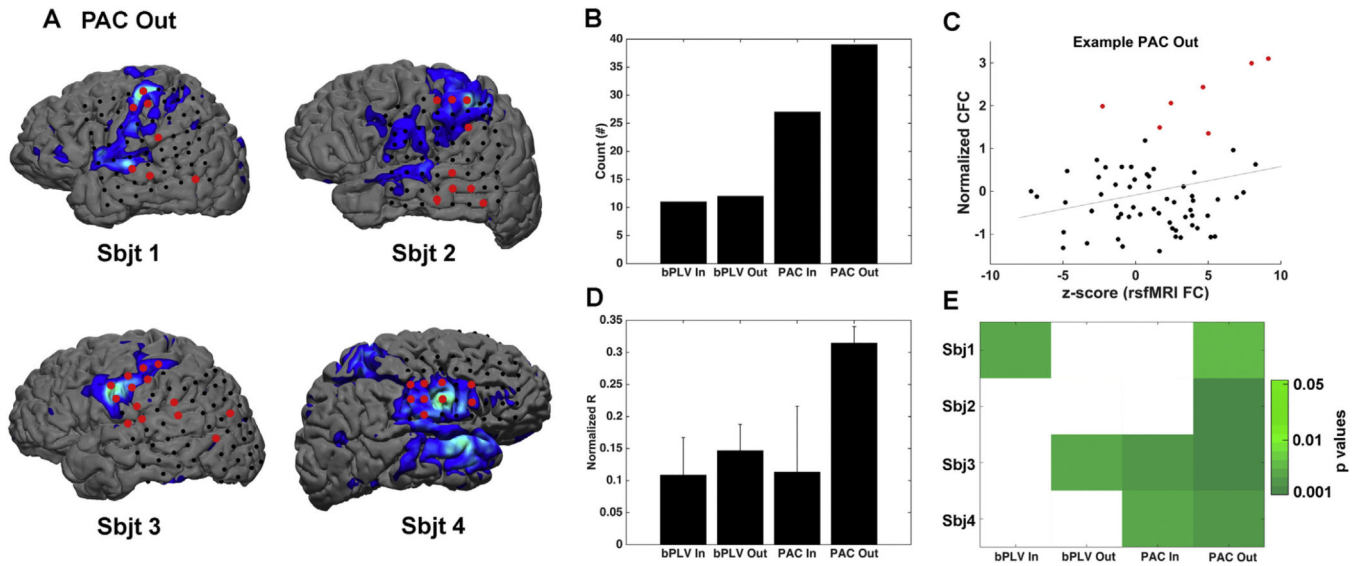 A PAC Out
Sbjt 1
Sbjt 2
Sbjt 3
Sbjt 4
B
Count (#)
40
35
30
25
20
15
10
5
0
bPLV In bPLV Out PAC In PAC Out
C
Example PAC Out
Normalized CFC
3
2
1
0
-1
-10 -5 0 5 10
z-score (rsfMRI FC)
D
Normalized R
0.35
0.3
0.25
0.2
0.15
0.1
0.05
0
bPLV In bPLV Out PAC In PAC Out
E
Sbj1
Sbj2
Sbj3
Sbj4
bPLV In bPLV Out PAC In PAC Out
0.05
0.01
0.001
p values